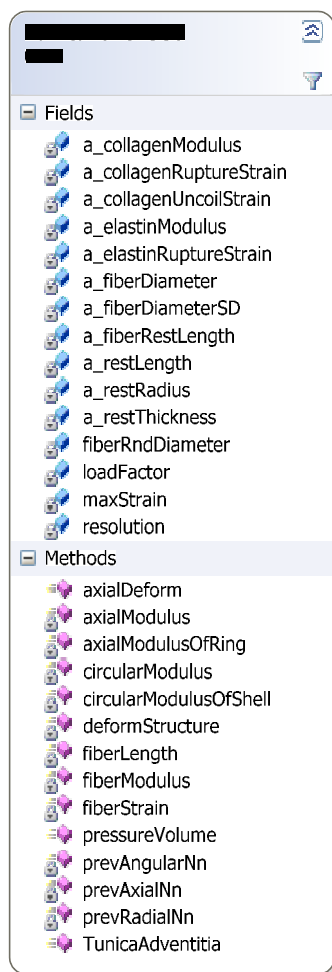 Fields
a_collagenModulus
a_collagenRuptureStrain
a_collagenUncoilStrain
a_elastinModulus
a_elastinRuptureStrain
a_fiberDiameter
a_fiberDiameterSD
a_fiberRestLength
a_restLength
a_restRadius
a_restThickness
fiberRndDiameter
loadFactor
maxStrain
resolution
Methods
axialDeform
axialModulus
axialModulusOfRing
circularModulus
circularModulusOfShell
deformStructure
fiberLength
fiberModulus
fiberStrain
pressureVolume
prevAngularNn
prevAxialNn
prevRadialNn
TunicaAdventitia